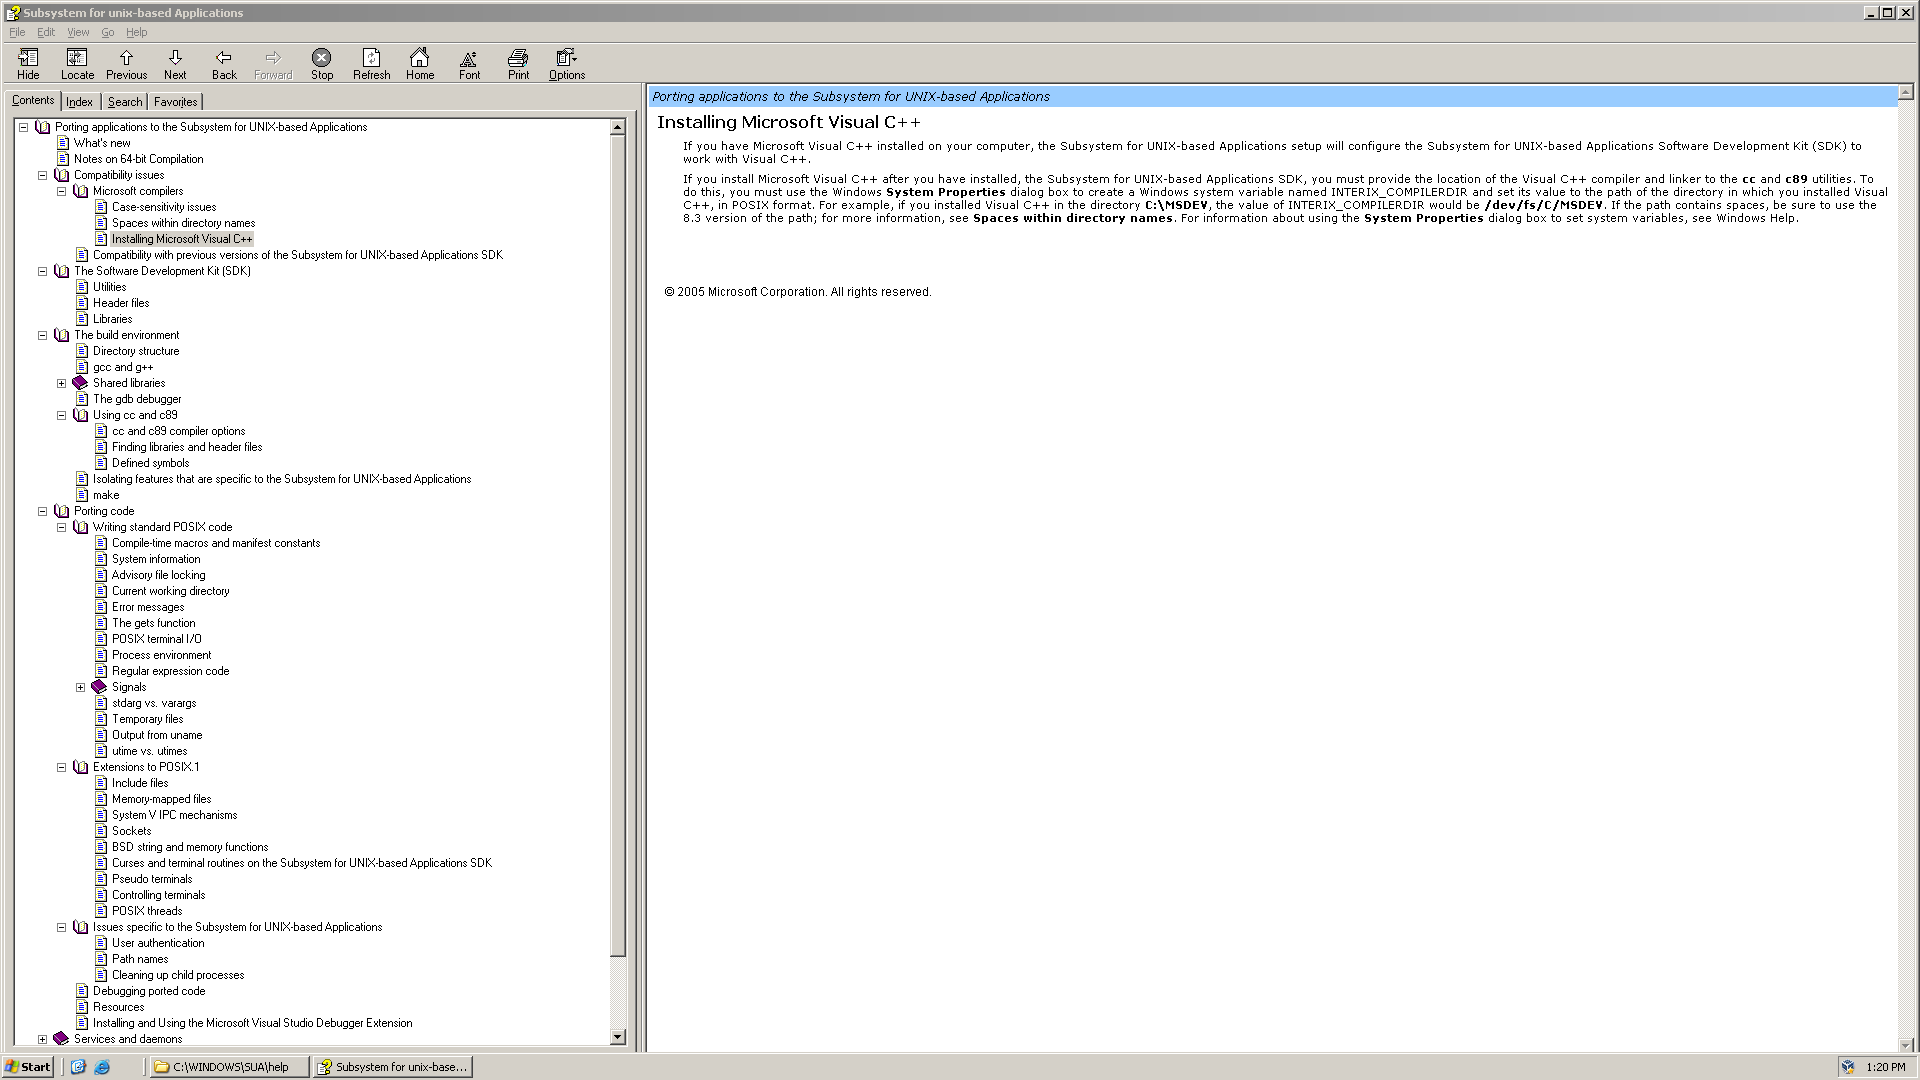 Subsystem for unix-based Applications
File Edit View Go Help
Hide Locate Previous Next Back Forward Stop Refresh Home Font Print Options
Contents Index Search Favorites
Porting applications to the Subsystem for UNIX-based Applications
What's new
Notes on 64-bit Compilation
Compatibility issues
Microsoft compilers
Case-sensitivity issues
Spaces within directory names
Installing Microsoft Visual C++
Compatibility with previous versions of the Subsystem for UNIX-based Applications SDK
The Software Development Kit (SDK)
Utilities
Header files
Libraries
The build environment
Directory structure
gcc and g++
Shared libraries
The gdb debugger
Using cc and c89
cc and c89 compiler options
Finding libraries and header files
Defined symbols
Isolating features that are specific to the Subsystem for UNIX-based Applications
make
Porting code
Writing standard POSIX code
Compile-time macros and manifest constants
System information
Advisory file locking
Current working directory
Error messages
The gets function
POSIX terminal I/O
Process environment
Regular expression code
Signals
stdarg vs. varargs
Temporary files
Output from uname
utime vs. utimes
Extensions to POSIX.1
Include files
Memory-mapped files
System V IPC mechanisms
Sockets
BSD string and memory functions
Curses and terminal routines on the Subsystem for UNIX-based Applications SDK
Pseudo terminals
Controlling terminals
POSIX threads
Issues specific to the Subsystem for UNIX-based Applications
User authentication
Path names
Cleaning up child processes
Debugging ported code
Resources
Installing and Using the Microsoft Visual Studio Debugger Extension
Services and daemons
Porting applications to the Subsystem for UNIX-based Applications
Installing Microsoft Visual C++
If you have Microsoft Visual C++ installed on your computer, the Subsystem for UNIX-based Applications setup will configure the Subsystem for UNIX-based Applications Software Development Kit (SDK) to
work with Visual C++.
If you install Microsoft Visual C++ after you have installed, the Subsystem for UNIX-based Applications SDK, you must provide the location of the Visual C++ compiler and linker to the cc and c89 utilities. To
do this, you must use the Windows System Properties dialog box to create a Windows system variable named INTERIX_COMPILERDIR and set its value to the path of the directory in which you installed Visual
C++, in POSIX format. For example, if you installed Visual C++ in the directory C:\MSDEV, the value of INTERIX_COMPILERDIR would be /dev/fs/C/MSDEV. If the path contains spaces, be sure to use the
8.3 version of the path; for more information, see Spaces within directory names. For information about using the System Properties dialog box to set system variables, see Windows Help.
© 2005 Microsoft Corporation. All rights reserved.
Start C:\WINDOWS\SUA\help Subsystem for unix-base... 1:20 PM